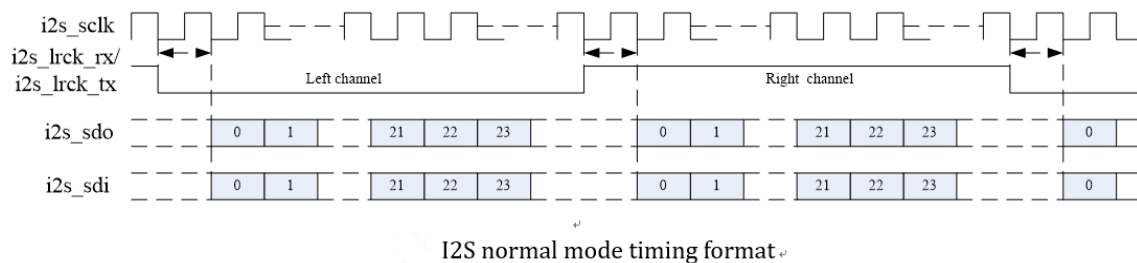 i2s_sclk
i2s_lrck_rx/
i2s_lrck_tx
Left channel
Right channel
i2s_sdo
0 1 21 22 23 0 1 21 22 23 0
i2s_sdi
0 1 21 22 23 0 1 21 22 23 0
I2S normal mode timing format